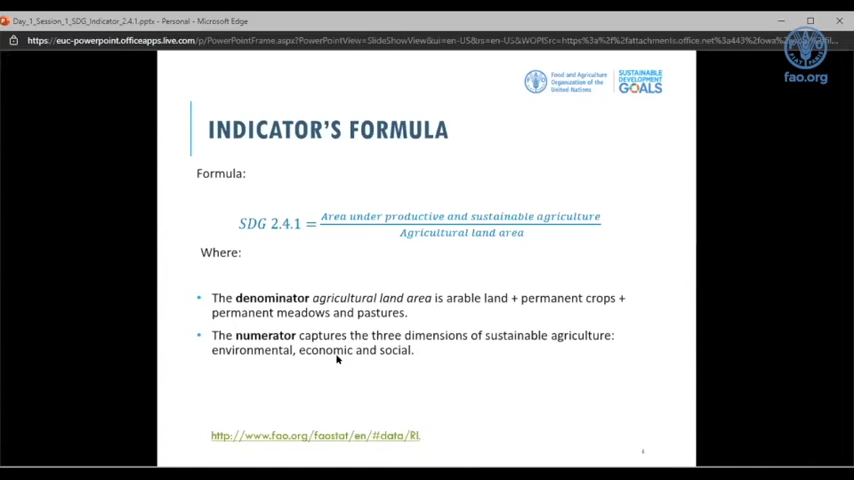 Day_1_Session_1_SDG_Indicator_2.4.1.pptx - Personal - Microsoft Edge
fao.org
Food and Agriculture
Organization of the
United Nations
SUSTAINABLE
DEVELOPMENT
GOALS
INDICATOR'S FORMULA
Formula:
SDG 2.4.1 = Area under productive and sustainable agriculture
Agricultural land area
Where:
• The denominator agricultural land area is arable land + permanent crops +
permanent meadows and pastures.
• The numerator captures the three dimensions of sustainable agriculture:
environmental, economic and social.
http://www.fao.org/faostat/en/#data/RL